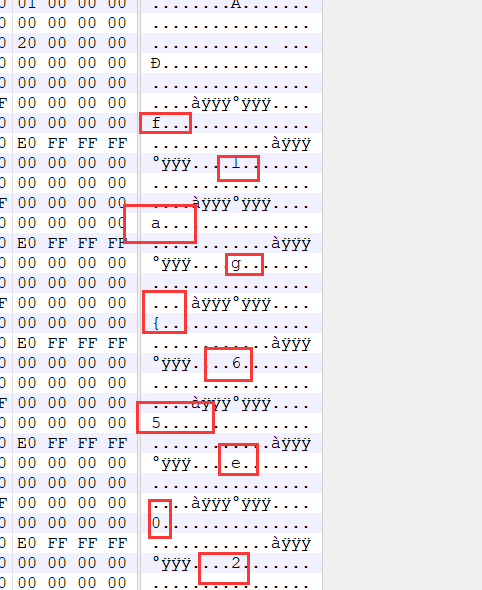 0 01 00 00 00 ........A.......
0 00 00 00 00 ................
0 20 00 00 00 ............ ...
0 00 00 00 00 Ð...............
0 00 00 00 00 ................
F 00 00 00 00 ....àÿÿÿ°ÿÿÿ....
0 00 00 00 00 f...............
0 E0 FF FF FF ............àÿÿÿ
0 00 00 00 00 °ÿÿÿ....l.......
0 00 00 00 00 ................
F 00 00 00 00 ....àÿÿÿ°ÿÿÿ....
0 00 00 00 00 a...............
0 E0 FF FF FF ............àÿÿÿ
0 00 00 00 00 °ÿÿÿ....g.......
0 00 00 00 00 ................
F 00 00 00 00 ....àÿÿÿ°ÿÿÿ....
0 00 00 00 00 {...............
0 E0 FF FF FF ............àÿÿÿ
0 00 00 00 00 °ÿÿÿ....6.......
0 00 00 00 00 ................
F 00 00 00 00 ....àÿÿÿ°ÿÿÿ....
0 00 00 00 00 5...............
0 E0 FF FF FF ............àÿÿÿ
0 00 00 00 00 °ÿÿÿ....e.......
0 00 00 00 00 ................
F 00 00 00 00 ....àÿÿÿ°ÿÿÿ....
0 00 00 00 00 0...............
0 E0 FF FF FF ............àÿÿÿ
0 00 00 00 00 °ÿÿÿ....2.......
0 00 00 00 00 ................